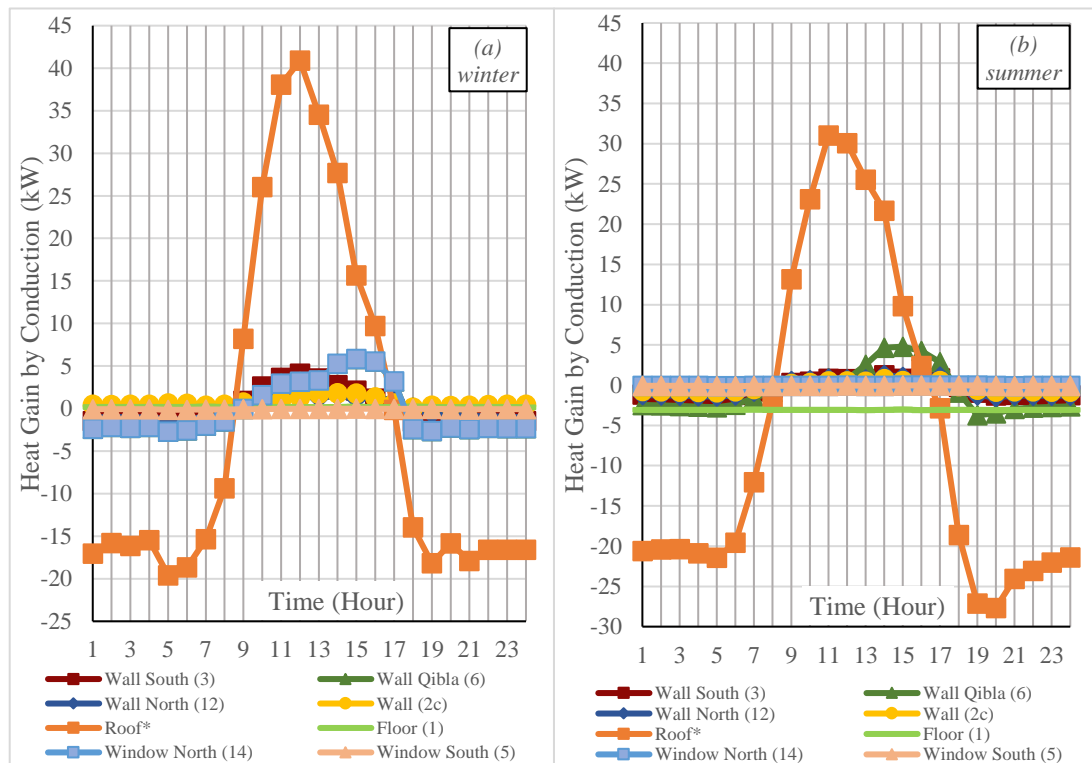 (a)
winter
Heat Gain by Conduction (kW)
45
40
35
30
25
20
15
10
5
0
-5
-10
-15
-20
-25
Time (Hour)
1 3 5 7 9 11 13 15 17 19 21 23
Wall South (3) Wall Qibla (6)
Wall North (12) Wall (2c)
Roof* Floor (1)
Window North (14) Window South (5)
(b)
summer
Heat Gain by Conduction (kW)
45
40
35
30
25
20
15
10
5
0
-5
-10
-15
-20
-25
-30
Time (Hour)
1 3 5 7 9 11 13 15 17 19 21 23
Wall South (3) Wall Qibla (6)
Wall North (12) Wall (2c)
Roof* Floor (1)
Window North (14) Window South (5)